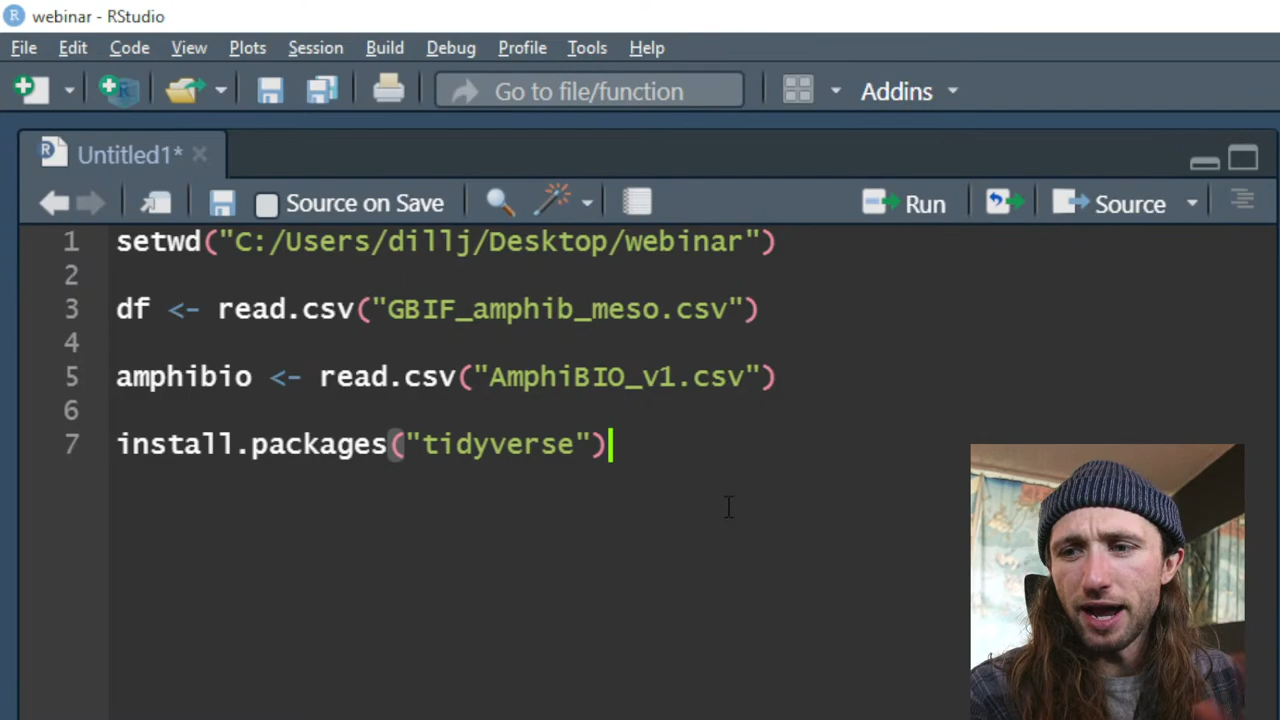 webinar - RStudio
File Edit Code View Plots Session Build Debug Profile Tools Help
Go to file/function Addins
Untitled1*
Source on Save Run Source
1 setwd("C:/Users/dillj/Desktop/webinar")
2
3 df <- read.csv("GBIF_amphib_meso.csv")
4
5 amphibio <- read.csv("AmphiBIO_v1.csv")
6
7 install.packages("tidyverse")